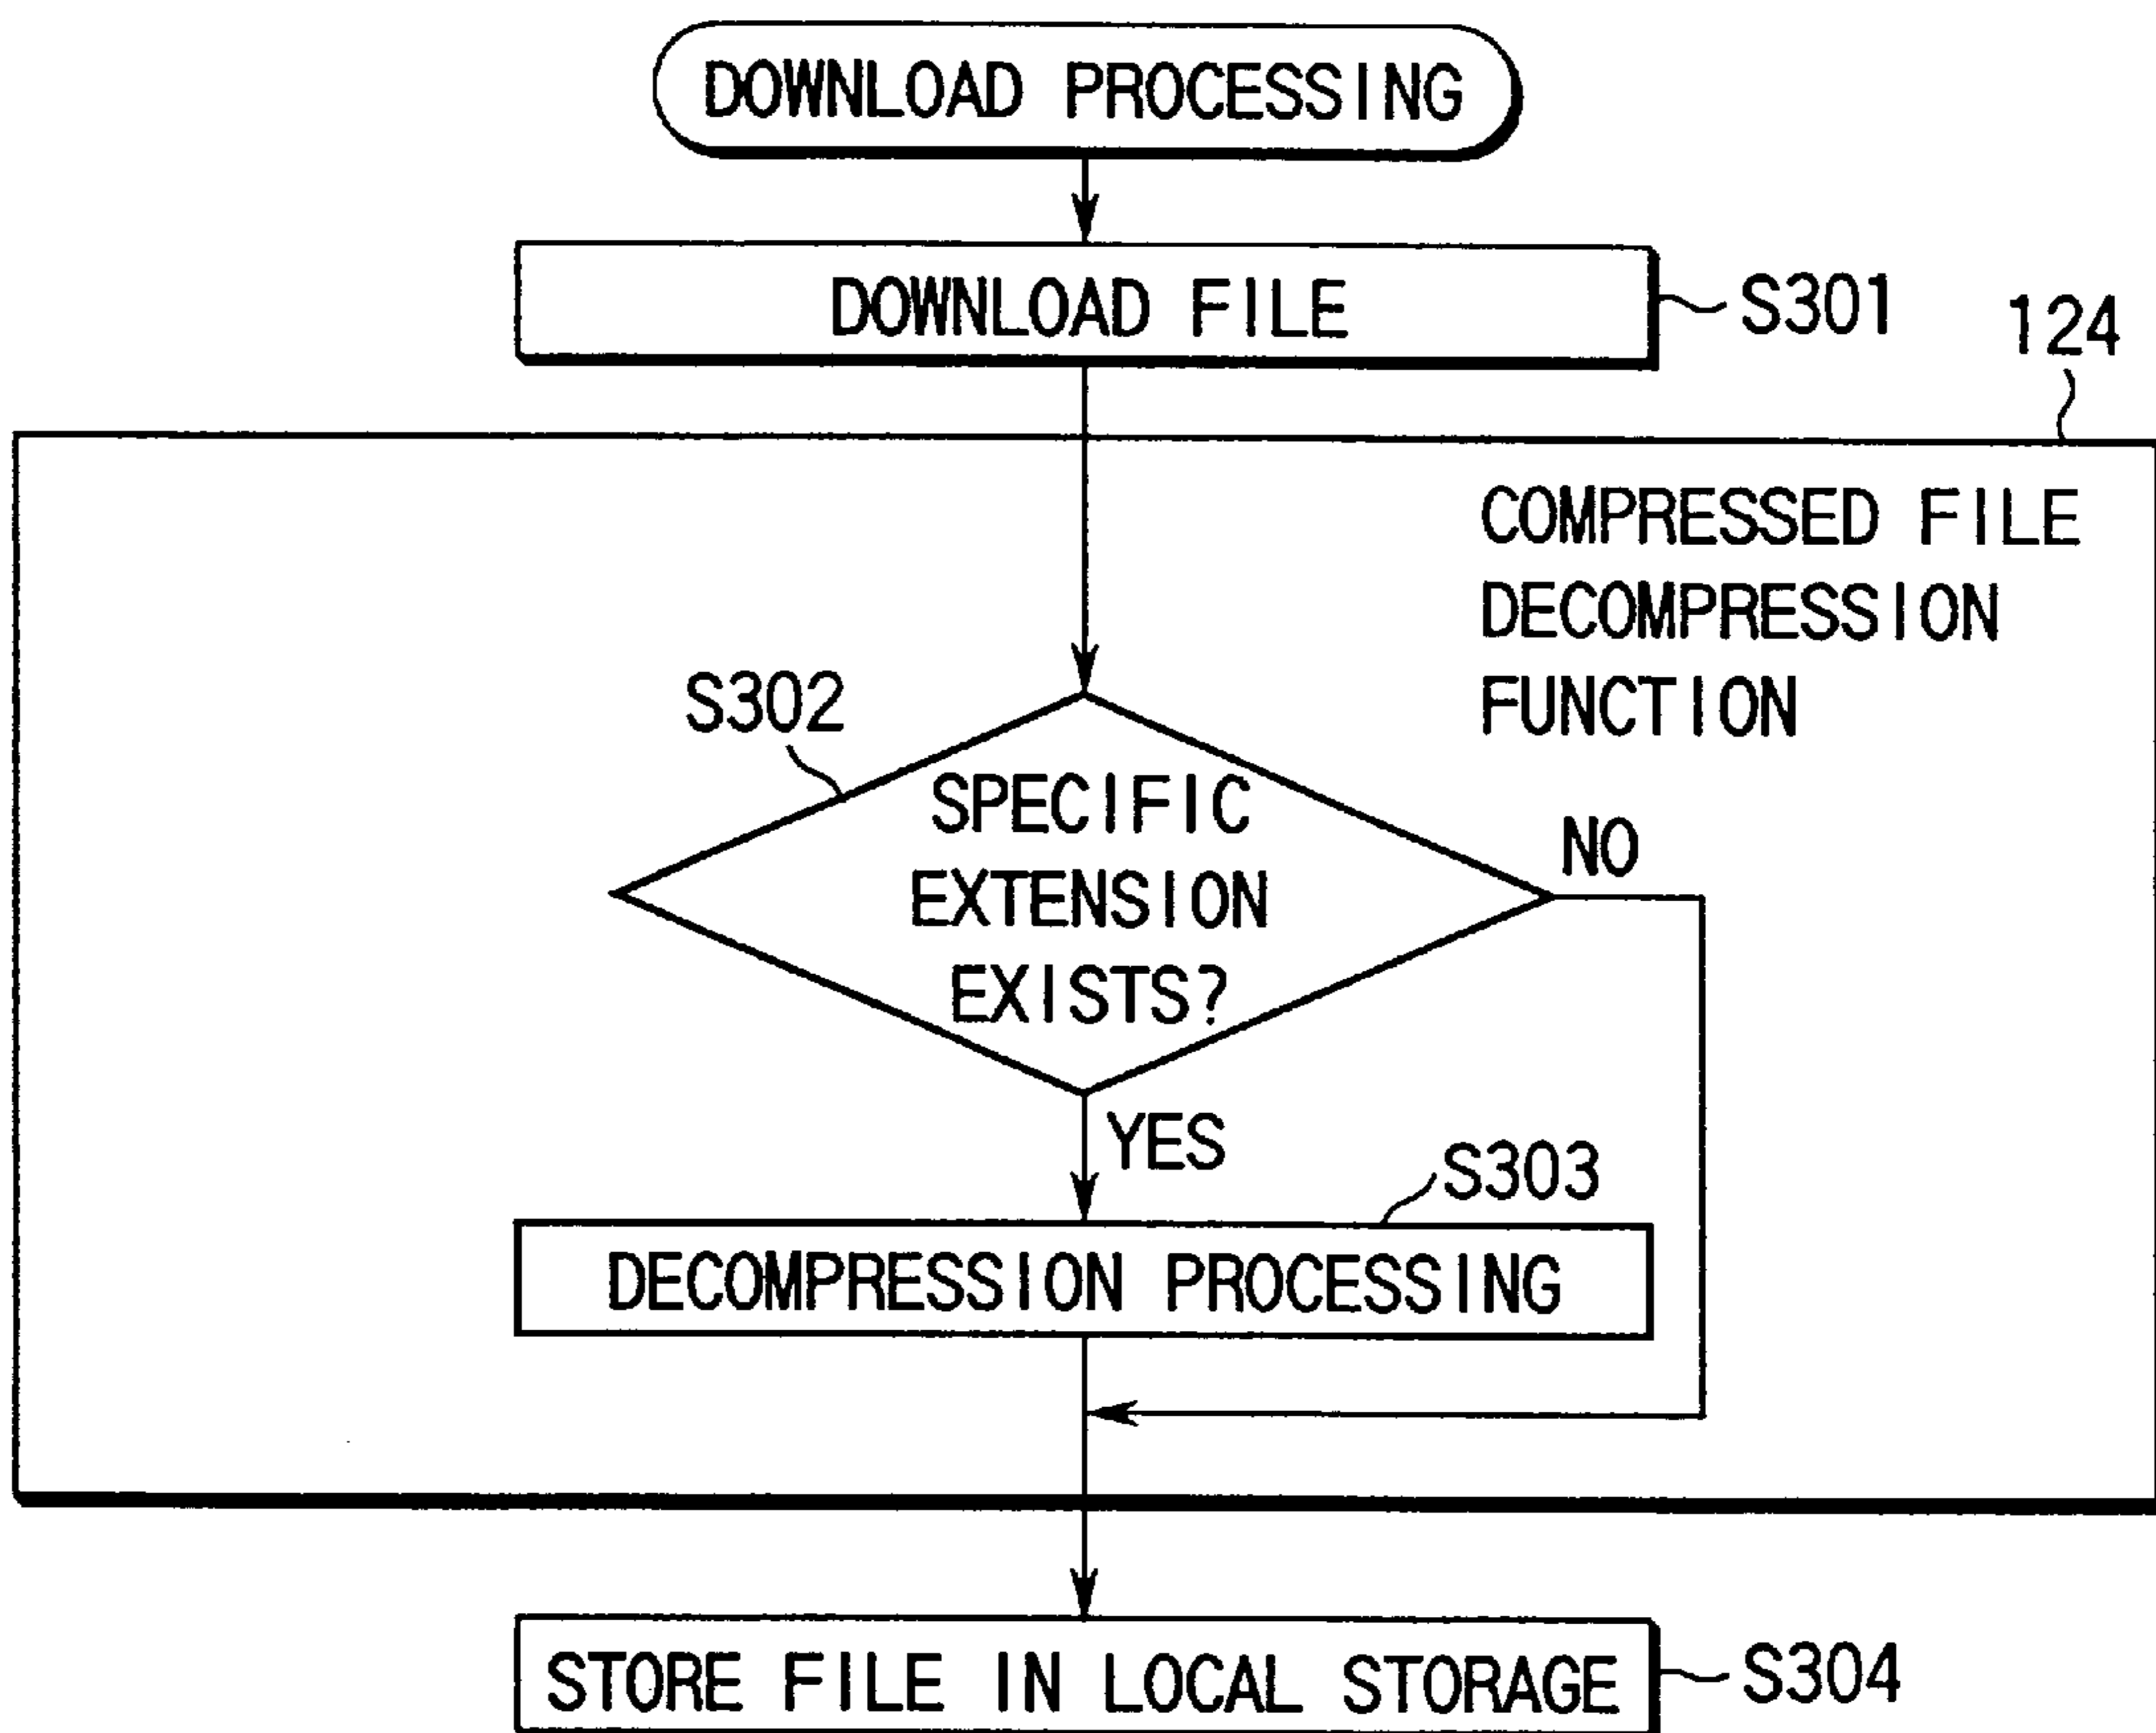 DOWNLOAD PROCESSING
DOWNLOAD FILE
S301
124
COMPRESSED FILE
DECOMPRESSION
FUNCTION
S302
SPECIFIC
EXTENSION
EXISTS?
NO
YES
S303
DECOMPRESSION PROCESSING
STORE FILE IN LOCAL STORAGE
S304